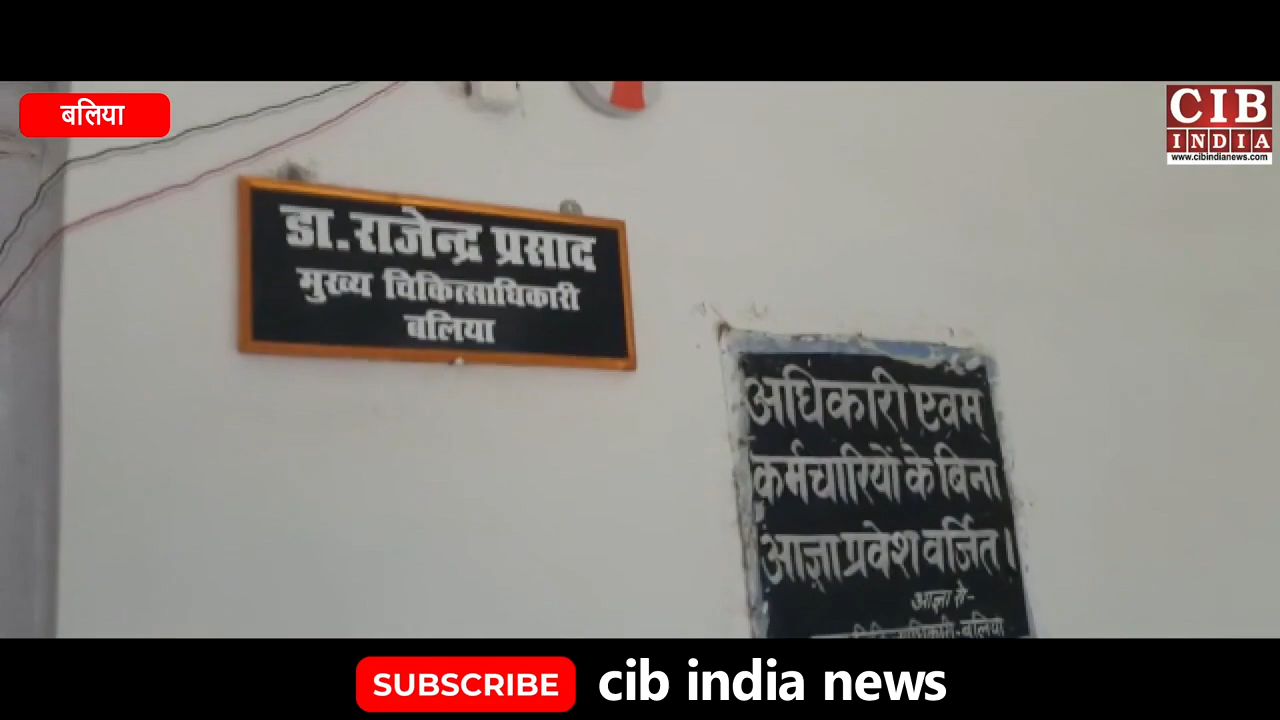 बलिया
CIB
INDIA
www.cibindianews.com
डा. राजेन्द्र प्रसाद
मुख्य चिकित्साधिकारी
बलिया
अधिकारी एवम्
कर्मचारियों के बिना
आज्ञा प्रवेश वर्जित।
आज्ञा से-
बलिया
SUBSCRIBE cib india news